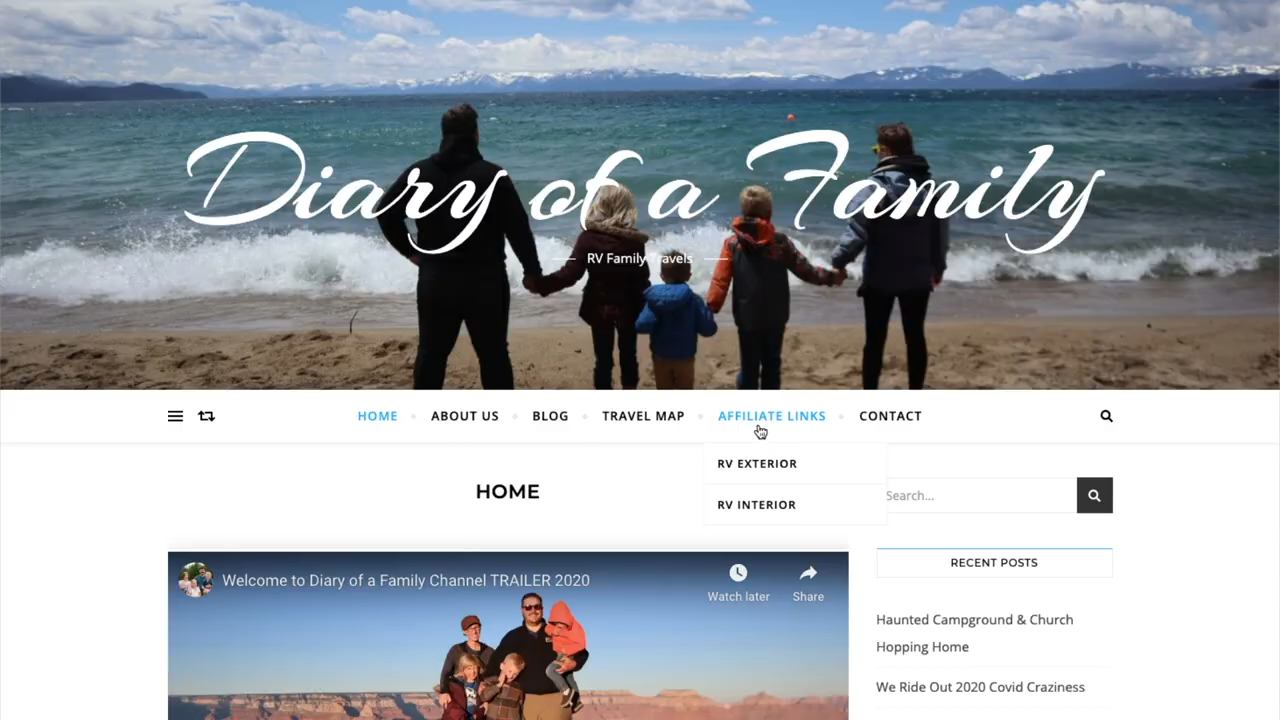 Diary of a Family
RV Family Travels
HOME
ABOUT US
BLOG
TRAVEL MAP
AFFILIATE LINKS
CONTACT
RV EXTERIOR
RV INTERIOR
HOME
Search...
Welcome to Diary of a Family Channel TRAILER 2020
Watch later
Share
RECENT POSTS
Haunted Campground & Church
Hopping Home
We Ride Out 2020 Covid Craziness